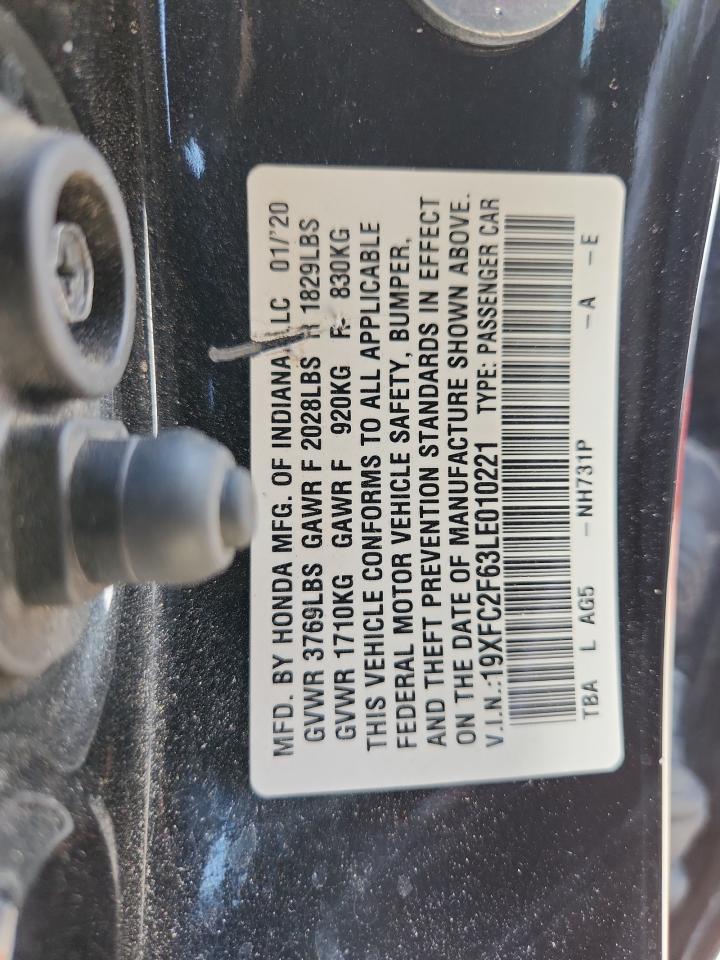 MFD. BY HONDA MFG. OF INDIANA, LLC 01/'20
GVWR 3769LBS GAWR F 2028LBS R 1829LBS
GVWR 1710KG GAWR F 920KG R 830KG
THIS VEHICLE CONFORMS TO ALL APPLICABLE
FEDERAL MOTOR VEHICLE SAFETY, BUMPER,
AND THEFT PREVENTION STANDARDS IN EFFECT
ON THE DATE OF MANUFACTURE SHOWN ABOVE.
V.I.N.:19XFC2F63LE010221 TYPE: PASSENGER CAR
TBA L AG5 -NH731P -A -E